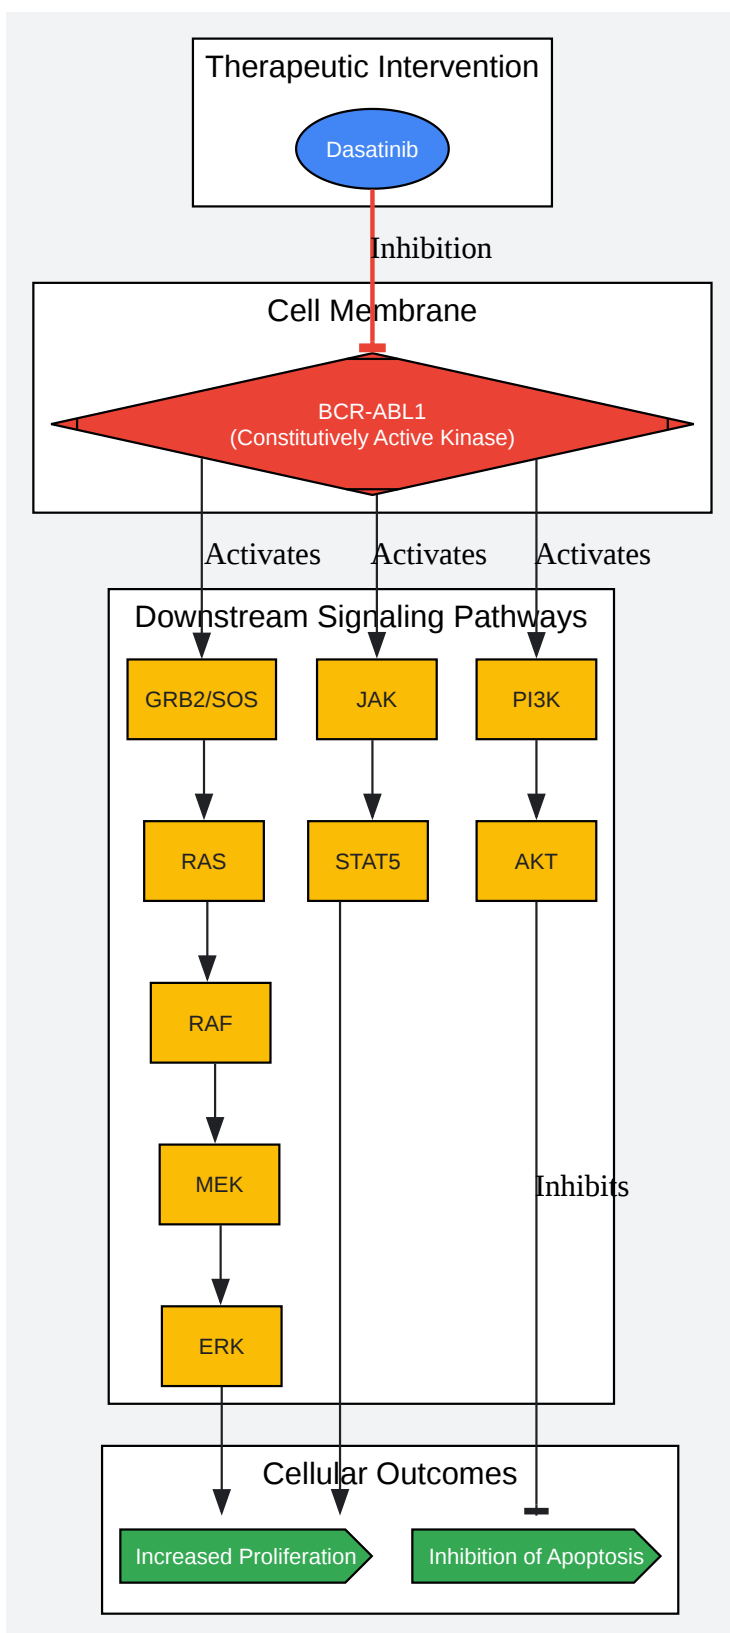 Therapeutic Intervention
Dasatinib
Inhibition
Cell Membrane
BCR-ABL1
(Constitutively Active Kinase)
Activates
Activates
Activates
Downstream Signaling Pathways
GRB2/SOS
JAK
PI3K
RAS
STAT5
AKT
RAF
MEK
Inhibits
ERK
Cellular Outcomes
Increased Proliferation
Inhibition of Apoptosis